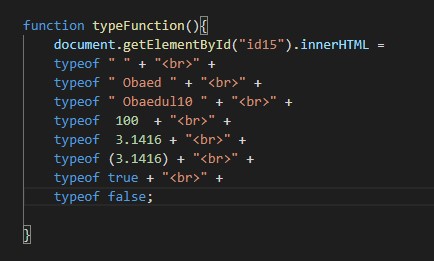 function typeFunction(){
document.getElementById("id15").innerHTML =
typeof " " + "<br>" +
typeof " Obaed " + "<br>" +
typeof " Obaedul10 " + "<br>" +
typeof  100  + "<br>" +
typeof  3.1416 + "<br>" +
typeof (3.1416) + "<br>" +
typeof true + "<br>" +
typeof false;
}